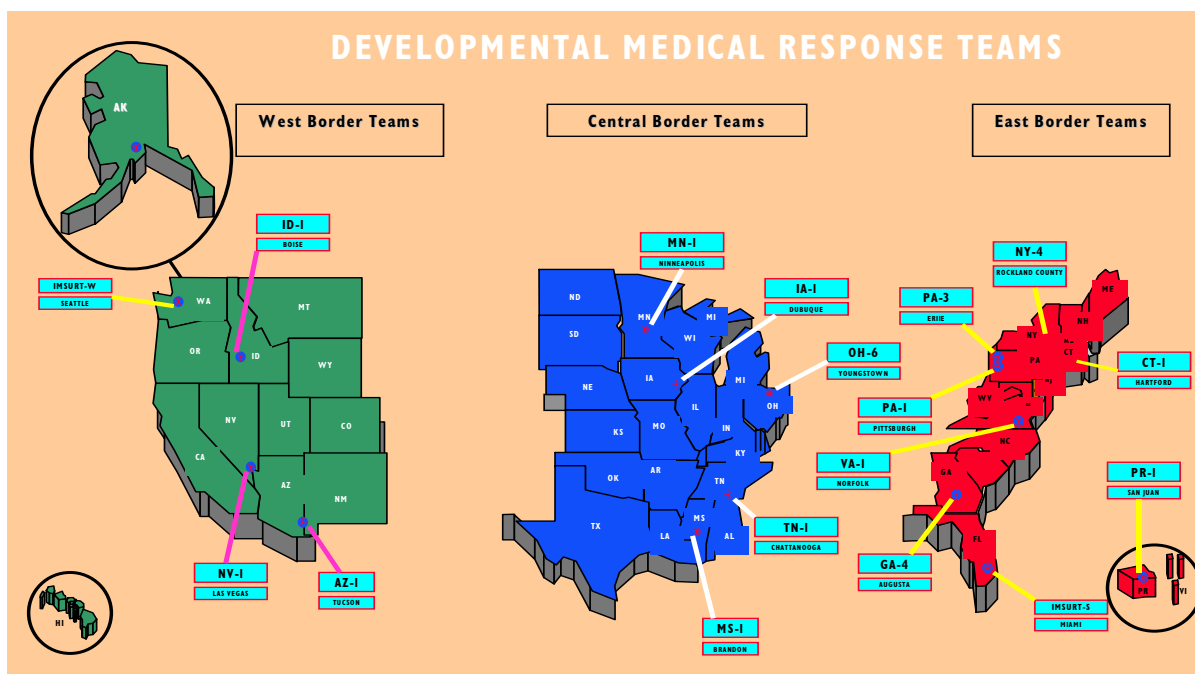 DEVELOPMENTAL MEDICAL RESPONSE TEAMS
West Border Teams
Central Border Teams
East Border Teams
AK
ID-1
BOISE
IMSURT-W
SEATTLE
WA
MT
OR
ID
WY
NV
UT
CO
CA
AZ
NM
NV-1
LAS VEGAS
AZ-1
TUCSON
HI
MN-1
NINNEAPOLIS
IA-1
DUBUQUE
OH-6
YOUNGSTOWN
ND
MN
MI
SD
WI
NE
IA
MI
IL
OH
KS
MO
IN
KY
OK
AR
TN
TX
LA
MS
AL
TN-1
CHATTANOOGA
MS-1
BRANDON
NY-4
ROCKLAND COUNTY
PA-3
ERIIE
CT-1
HARTFORD
PA-1
PITTSBURGH
VA-1
NORFOLK
PR-1
SAN JUAN
GA-4
AUGUSTA
IMSURT-S
MIAMI
ME
NH
NY
CT
PA
WV
NC
GA
FL
PR
VI